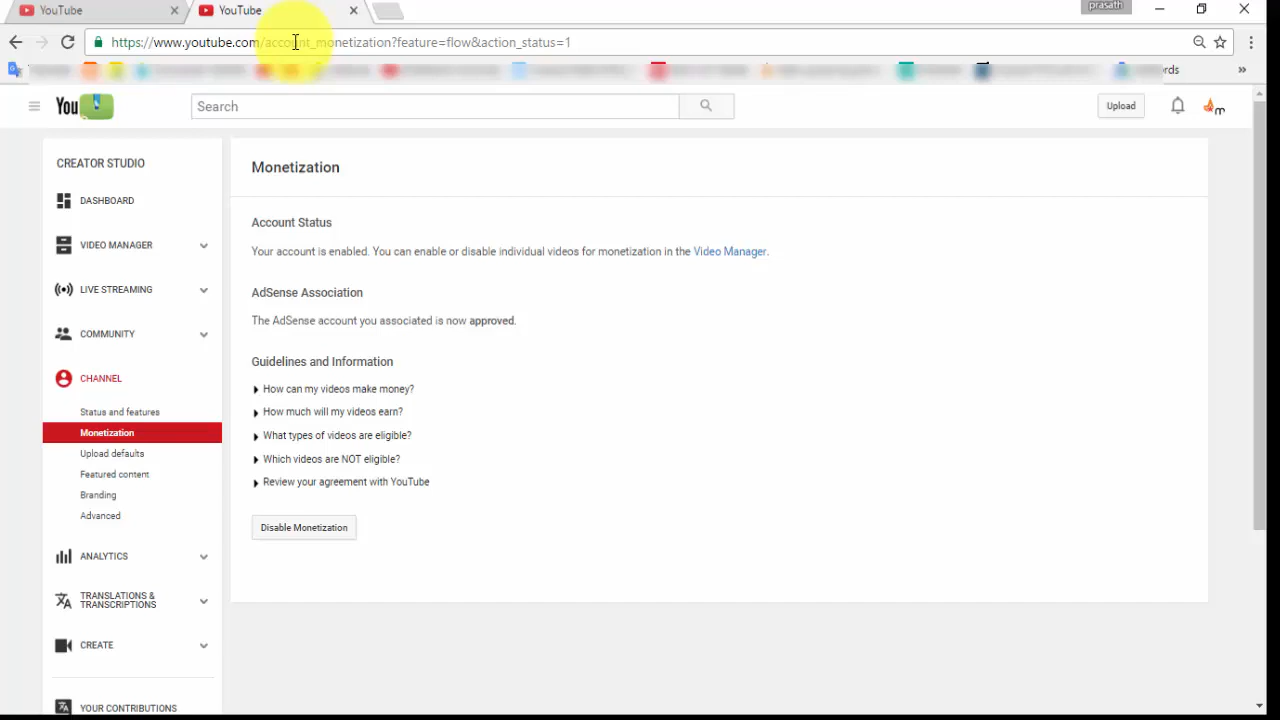 YouTube
YouTube
prasath
https://www.youtube.com/account_monetization?feature=flow&action_status=1
You
Search
Upload
m
CREATOR STUDIO
DASHBOARD
VIDEO MANAGER
LIVE STREAMING
COMMUNITY
CHANNEL
Status and features
Monetization
Upload defaults
Featured content
Branding
Advanced
ANALYTICS
TRANSLATIONS &
TRANSCRIPTIONS
CREATE
YOUR CONTRIBUTIONS
Monetization
Account Status
Your account is enabled. You can enable or disable individual videos for monetization in the Video Manager.
AdSense Association
The AdSense account you associated is now approved.
Guidelines and Information
How can my videos make money?
How much will my videos earn?
What types of videos are eligible?
Which videos are NOT eligible?
Review your agreement with YouTube
Disable Monetization